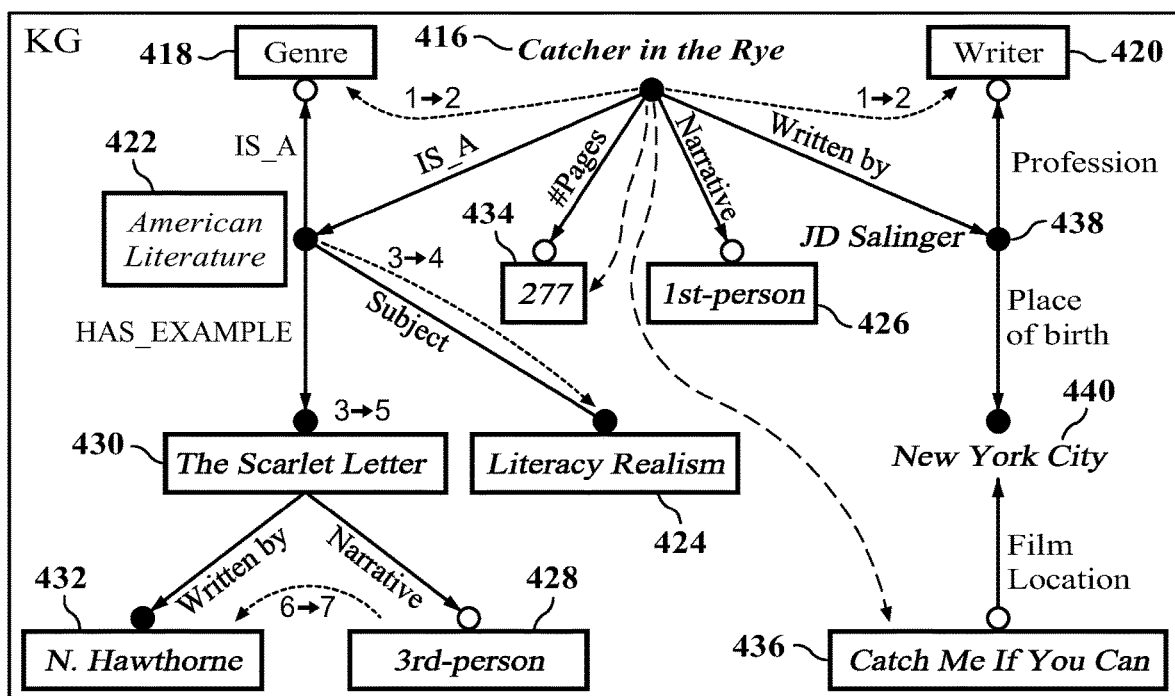 KG
418
Genre
416
Catcher in the Rye
Writer
420
1→2
1→2
422
IS_A
IS_A
#Pages
Narrative
Written by
Profession
American
Literature
434
JD Salinger
438
3→4
277
1st-person
426
HAS_EXAMPLE
Subject
Place
of birth
3→5
440
430
The Scarlet Letter
Literacy Realism
New York City
424
Written by
Narrative
Film
Location
432
6→7
428
N. Hawthorne
3rd-person
436
Catch Me If You Can